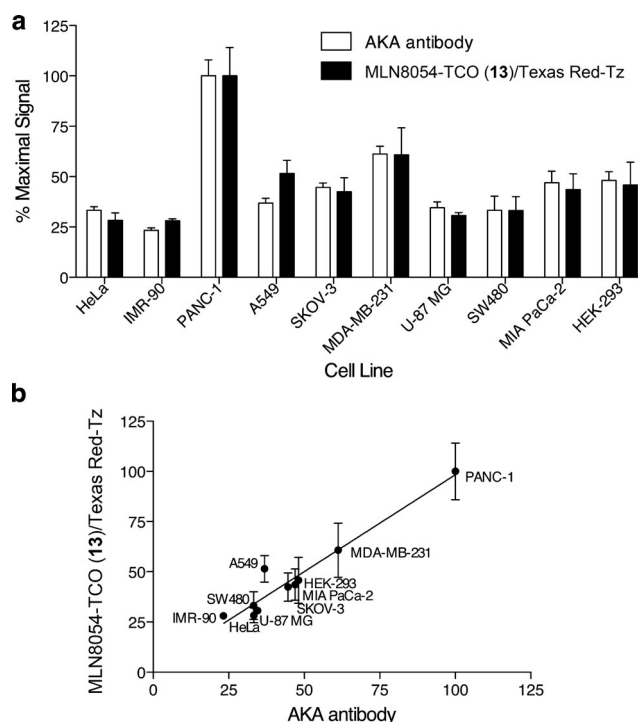 a
AKA antibody
MLN8054-TCO (13)/Texas Red-Tz
% Maximal Signal
125
100
75
50
25
0
HeLa
IMR-90
PANC-1
A549
SKOV-3
MDA-MB-231
U-87 MG
SW480
MIA PaCa-2
HEK-293
Cell Line
b
MLN8054-TCO (13)/Texas Red-Tz
125
100
75
50
25
0
PANC-1
MDA-MB-231
A549
HEK-293
MIA PaCa-2
SKOV-3
SW480
IMR-90
HeLa
U-87 MG
0
25
50
75
100
125
AKA antibody